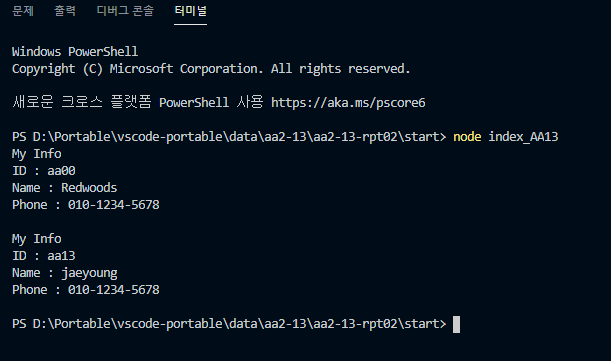 문제 출력 디버그 콘솔 터미널
Windows PowerShell
Copyright (C) Microsoft Corporation. All rights reserved.
새로운 크로스 플랫폼 PowerShell 사용 https://aka.ms/pscore6
PS D:\Portable\vscode-portable\data\aa2-13\aa2-13-rpt02\start> node index_AA13
My Info
ID : aa00
Name : Redwoods
Phone : 010-1234-5678
My Info
ID : aa13
Name : jaeyoung
Phone : 010-1234-5678
PS D:\Portable\vscode-portable\data\aa2-13\aa2-13-rpt02\start>